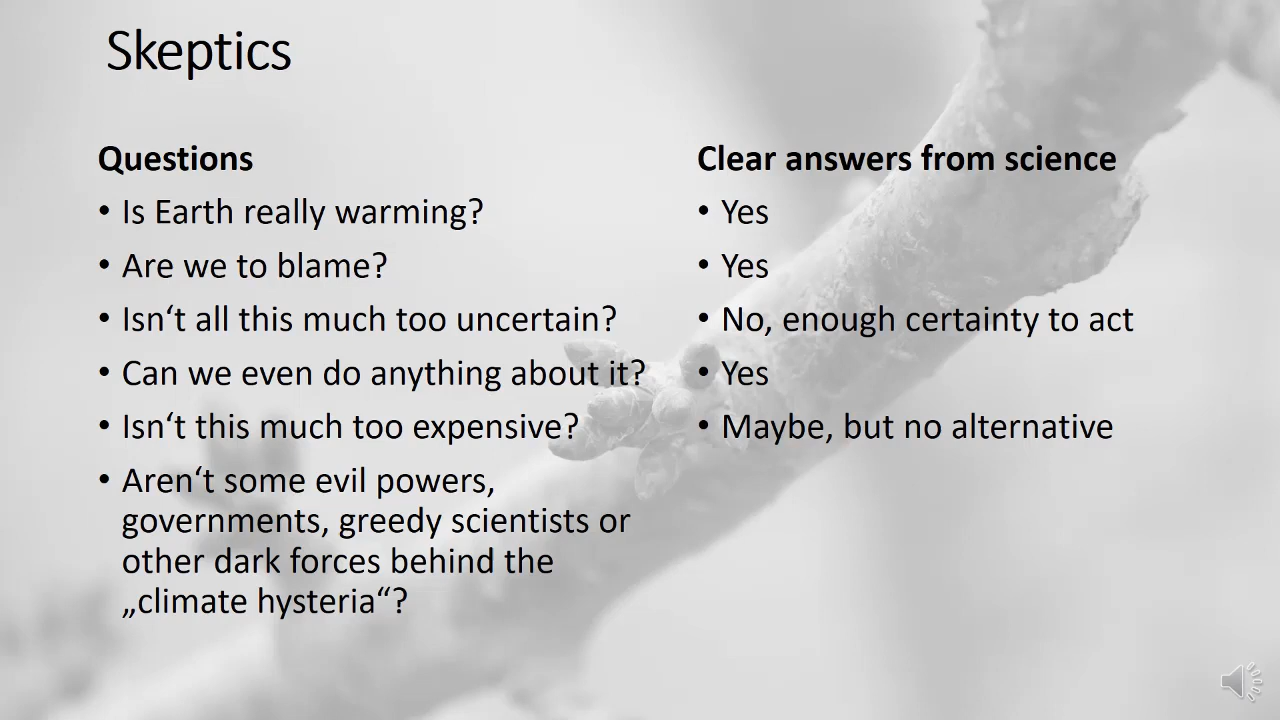 Skeptics
Questions
• Is Earth really warming?
• Are we to blame?
• Isn‘t all this much too uncertain?
• Can we even do anything about it?
• Isn‘t this much too expensive?
• Aren‘t some evil powers,
governments, greedy scientists or
other dark forces behind the
„climate hysteria“?
Clear answers from science
• Yes
• Yes
• No, enough certainty to act
• Yes
• Maybe, but no alternative